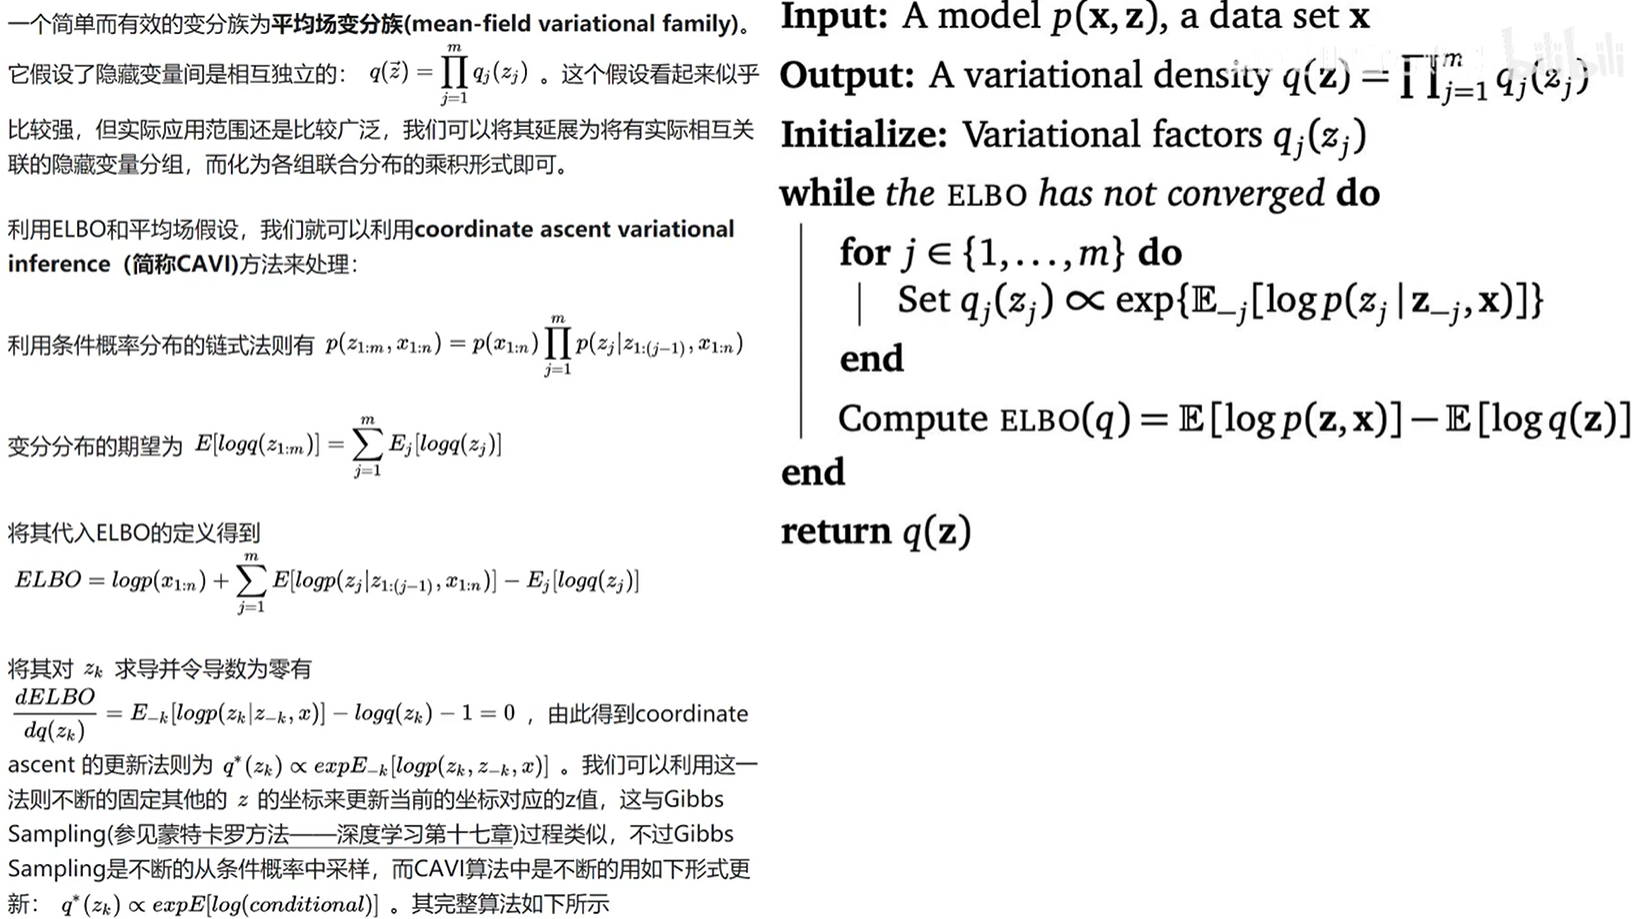 一个简单而有效的变分族为平均场变分族(mean-field variational family)。
它假设了隐藏变量间是相互独立的： $q(\vec{z}) = \prod_{j=1}^{m} q_j(z_j)$ 。这个假设看起来似乎
比较强，但实际应用范围还是比较广泛，我们可以将其延展为将有实际相互关
联的隐藏变量分组，而化为各组联合分布的乘积形式即可。
利用ELBO和平均场假设，我们就可以利用coordinate ascent variational
inference（简称CAVI)方法来处理：
利用条件概率分布的链式法则有 $p(z_{1:m}, x_{1:n}) = p(x_{1:n}) \prod_{j=1}^{m} p(z_j|z_{1:(j-1)}, x_{1:n})$
变分分布的期望为 $E[logq(z_{1:m})] = \sum_{j=1}^{m} E_j[logq(z_j)]$
将其代入ELBO的定义得到
$ELBO = logp(x_{1:n}) + \sum_{j=1}^{m} E[logp(z_j|z_{1:(j-1)}, x_{1:n})] - E_j[logq(z_j)]$
将其对 $z_k$ 求导并令导数为零有
$\frac{dELBO}{dq(z_k)} = E_{-k}[logp(z_k|z_{-k}, x)] - logq(z_k) - 1 = 0$ ，由此得到coordinate
ascent 的更新法则为 $q^*(z_k) \propto expE_{-k}[logp(z_k, z_{-k}, x)]$ 。我们可以利用这一
法则不断的固定其他的 $z$ 的坐标来更新当前的坐标对应的z值，这与Gibbs
Sampling(参见蒙特卡罗方法——深度学习第十七章)过程类似，不过Gibbs
Sampling是不断的从条件概率中采样，而CAVI算法中是不断的用如下形式更
新： $q^*(z_k) \propto expE[log(conditional)]$ 。其完整算法如下所示
Input: A model $p(\mathbf{x}, \mathbf{z})$, a data set $\mathbf{x}$
Output: A variational density $q(\mathbf{z}) = \prod_{j=1}^{m} q_j(z_j)$
Initialize: Variational factors $q_j(z_j)$
while the ELBO has not converged do
for $j \in \{1, \ldots, m\}$ do
Set $q_j(z_j) \propto \exp\{\mathbb{E}_{-j}[\log p(z_j | \mathbf{z}_{-j}, \mathbf{x})]\}$
end
Compute ELBO$(q) = \mathbb{E}[\log p(\mathbf{z}, \mathbf{x})] - \mathbb{E}[\log q(\mathbf{z})]$
end
return $q(\mathbf{z})$
bilibili